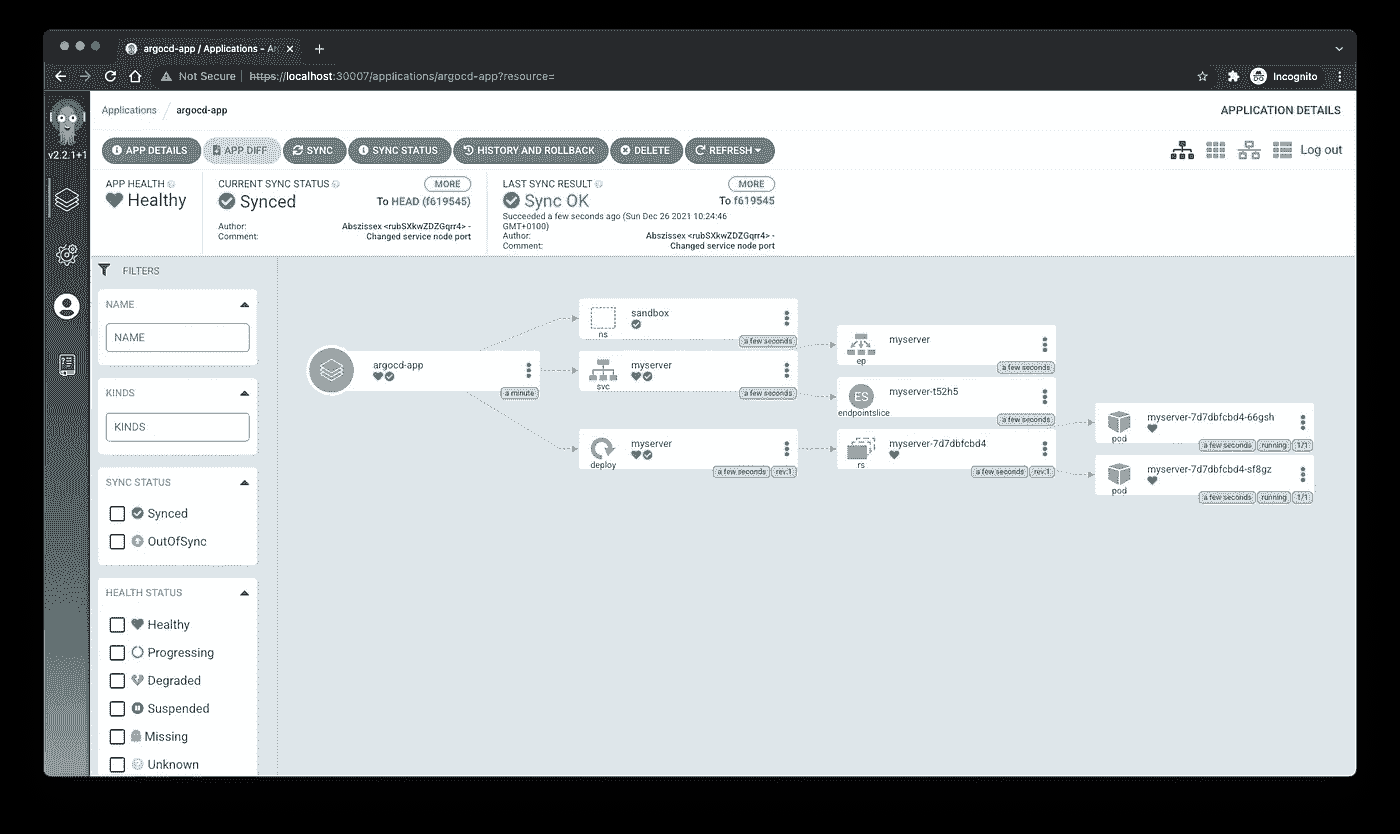 argocd-app / Applications - Ar
Not Secure https://localhost:30007/applications/argocd-app?resource=
Incognito
Applications / argocd-app
APPLICATION DETAILS
v2.2.1+1
APP DETAILS APP DIFF SYNC SYNC STATUS HISTORY AND ROLLBACK DELETE REFRESH
Log out
APP HEALTH
Healthy
CURRENT SYNC STATUS MORE
Synced To HEAD (f619545)
Author: Abszissex <rubSXkwZDZGqrr4> -
Comment: Changed service node port
LAST SYNC RESULT MORE
Sync OK To f619545
Succeeded a few seconds ago (Sun Dec 26 2021 10:24:46
GMT+0100)
Author: Abszissex <rubSXkwZDZGqrr4> -
Comment: Changed service node port
FILTERS
NAME
NAME
KINDS
KINDS
SYNC STATUS
Synced
OutOfSync
HEALTH STATUS
Healthy
Progressing
Degraded
Suspended
Missing
Unknown
argocd-app
a minute
sandbox
ns
a few seconds
myserver
svc
a few seconds
myserver
deploy
a few seconds rev:1
myserver
ep
a few seconds
ES
myserver-t52h5
endpointslice
a few seconds
myserver-7d7dbfcbd4
rs
a few seconds rev:1
myserver-7d7dbfcbd4-66gsh
pod
a few seconds running 1/1
myserver-7d7dbfcbd4-sf8gz
pod
a few seconds running 1/1